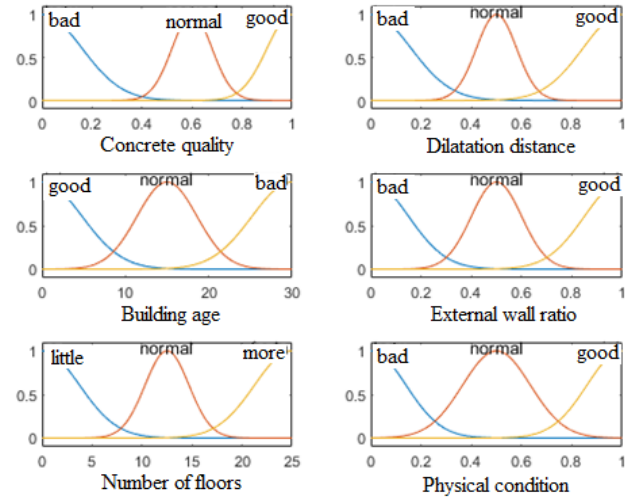 bad normal good
1
0.5
0
0 0.2 0.4 0.6 0.8 1
Concrete quality
bad normal good
1
0.5
0
0 0.2 0.4 0.6 0.8 1
Dilatation distance
good normal bad
1
0.5
0
0 10 20 30
Building age
bad normal good
1
0.5
0
0 0.2 0.4 0.6 0.8 1
External wall ratio
little normal more
1
0.5
0
0 5 10 15 20 25
Number of floors
bad normal good
1
0.5
0
0 0.2 0.4 0.6 0.8 1
Physical condition